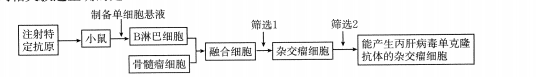 制备单细胞悬液
筛选1
筛选2
注射特定抗原
小鼠
B淋巴细胞
骨髓瘤细胞
融合细胞
杂交瘤细胞
能产生丙肝病毒单克隆
抗体的杂交瘤细胞